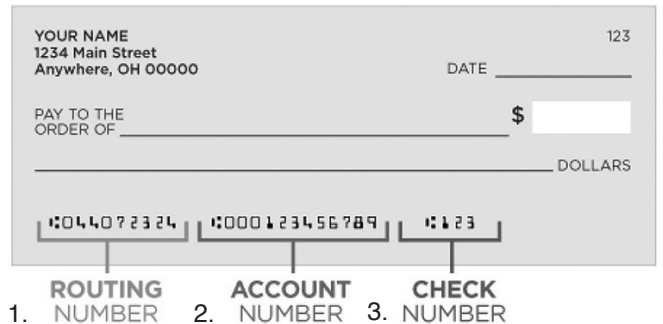 YOUR NAME 123
1234 Main Street
Anywhere, OH 00000
DATE
PAY TO THE
ORDER OF $
DOLLARS
⑆044072324 ⑆000123456789 ⑆123
ROUTING ACCOUNT CHECK
1. NUMBER 2. NUMBER 3. NUMBER